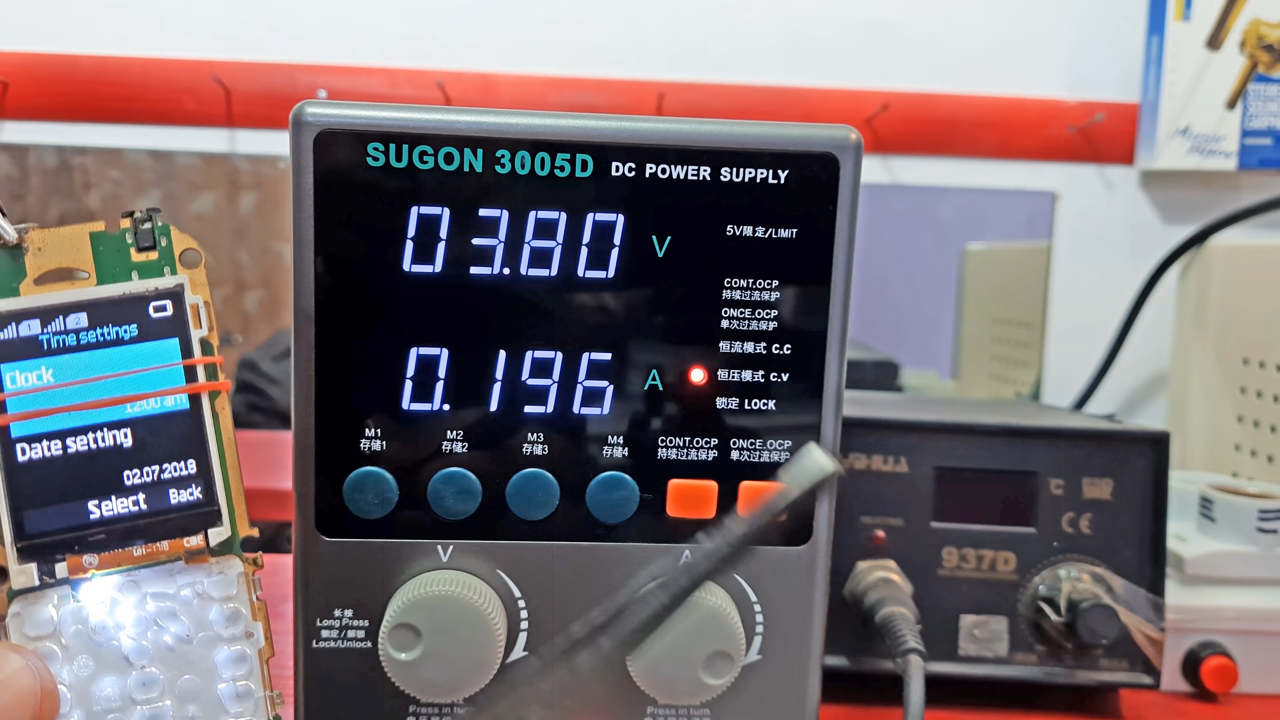 SUGON 3005D DC POWER SUPPLY
03.80 V
5V限定/LIMIT
CONT.OCP
持续过流保护
ONCE.OCP
单次过流保护
恒流模式 C.C
0.196 A
恒压模式 C.V
锁定 LOCK
M1
存储1
M2
存储2
M3
存储3
M4
存储4
CONT.OCP
持续过流保护
ONCE.OCP
单次过流保护
V
A
长按
Long Press
锁定/解锁
Lock/Unlock
Press in turn
Press in turn
1
2
Time settings
Clock
12:00 am
Date setting
02.07.2018
Select
Back
937D
°C
CE